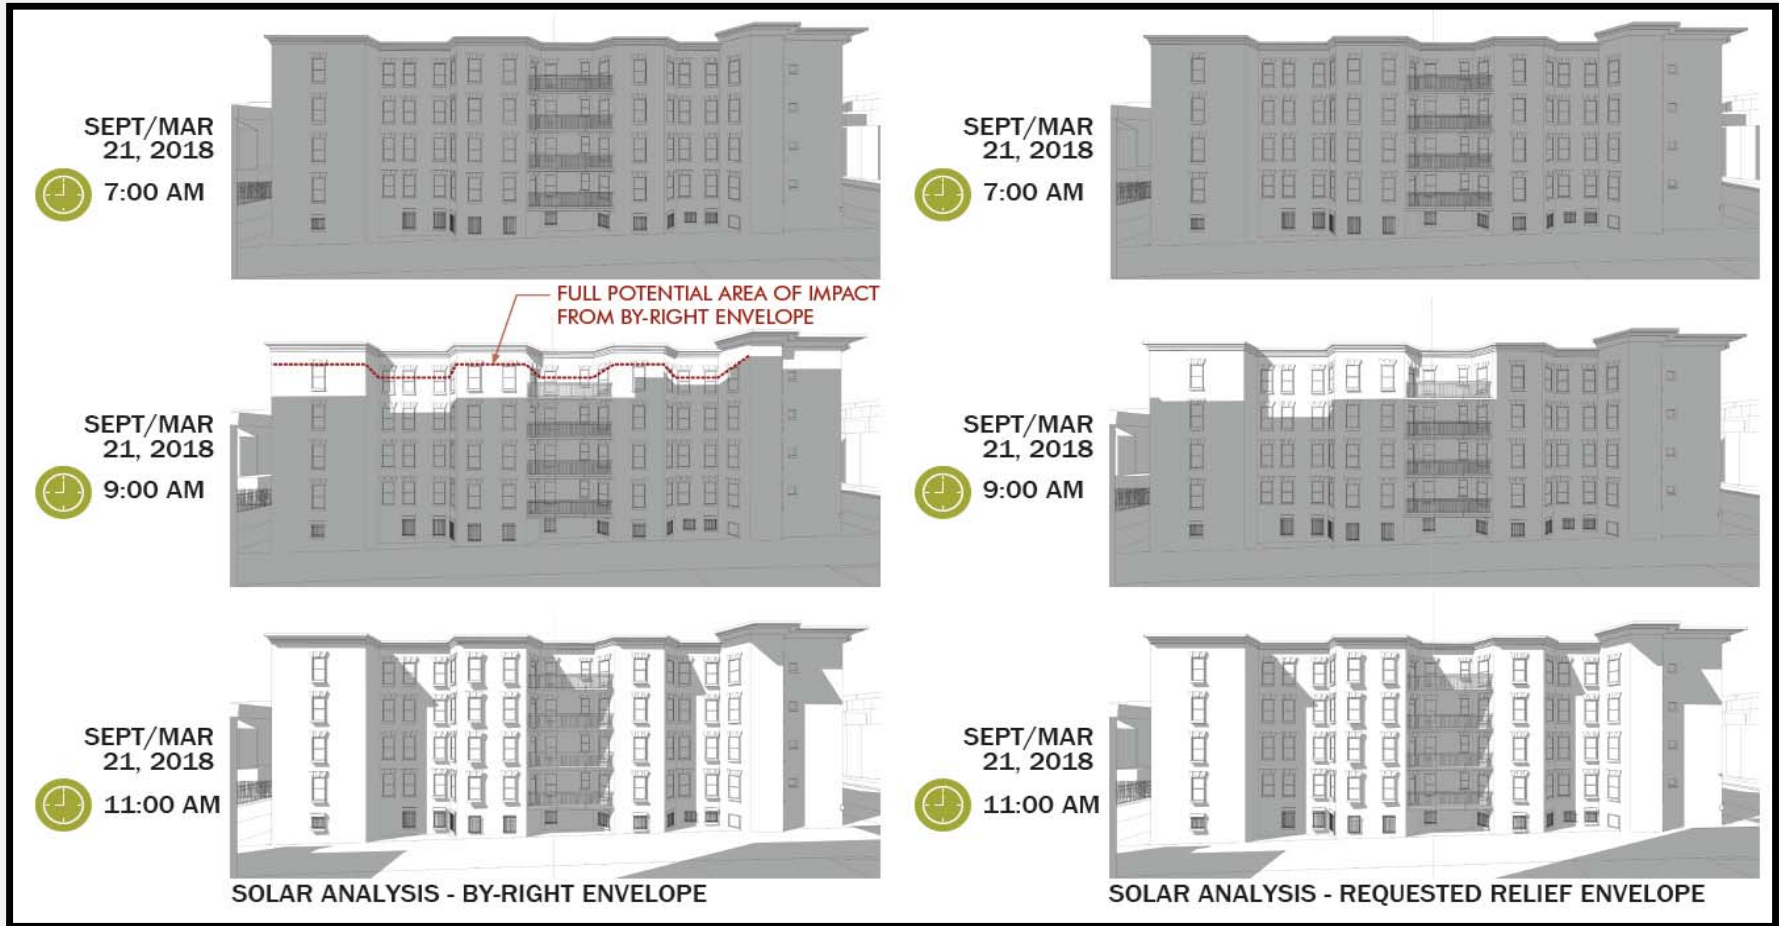 SEPT/MAR
21, 2018
7:00 AM
SEPT/MAR
21, 2018
7:00 AM
FULL POTENTIAL AREA OF IMPACT
FROM BY-RIGHT ENVELOPE
SEPT/MAR
21, 2018
9:00 AM
SEPT/MAR
21, 2018
9:00 AM
SEPT/MAR
21, 2018
11:00 AM
SEPT/MAR
21, 2018
11:00 AM
SOLAR ANALYSIS - BY-RIGHT ENVELOPE
SOLAR ANALYSIS - REQUESTED RELIEF ENVELOPE